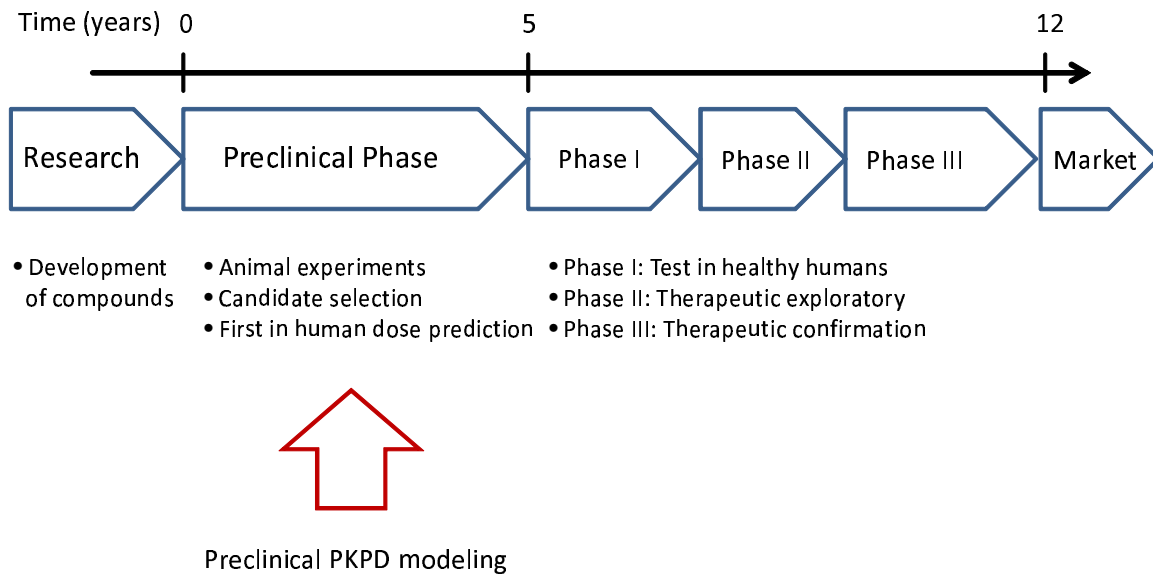 Time (years) 0 5 12
Research Preclinical Phase Phase I Phase II Phase III Market
• Development of compounds
• Animal experiments
• Candidate selection
• First in human dose prediction
• Phase I: Test in healthy humans
• Phase II: Therapeutic exploratory
• Phase III: Therapeutic confirmation
Preclinical PKPD modeling